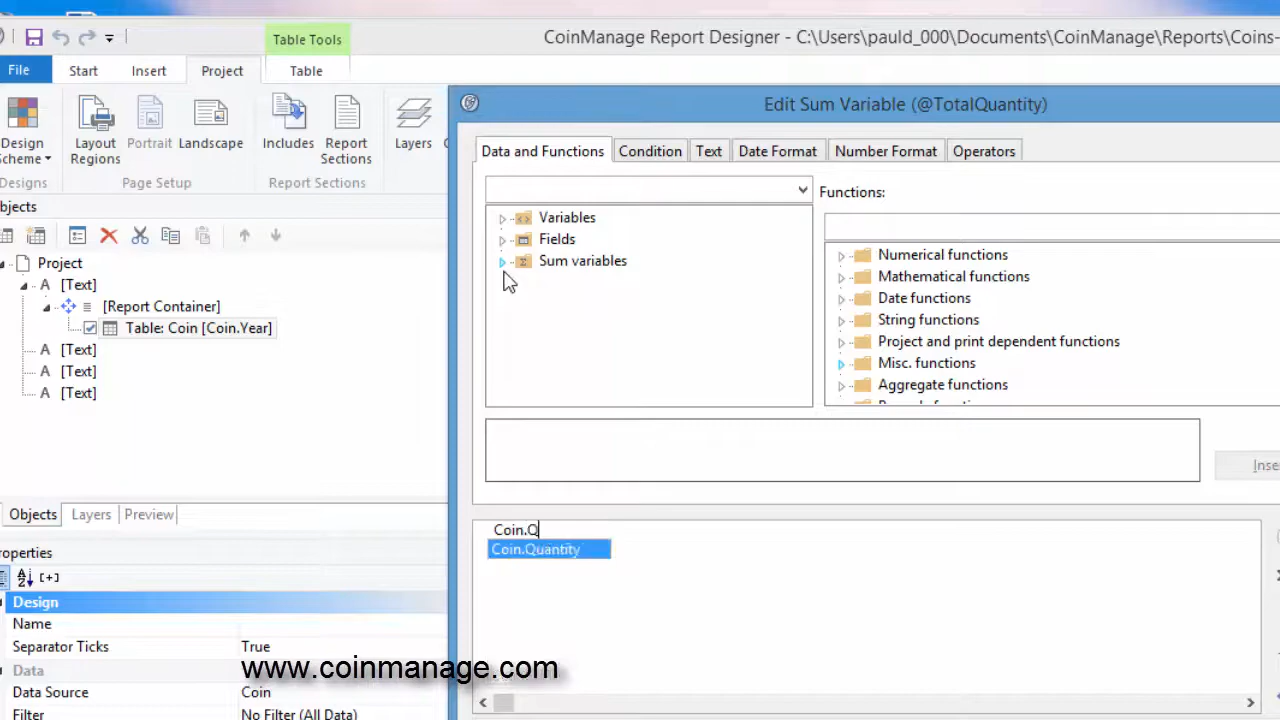 CoinManage Report Designer - C:\Users\pauld_000\Documents\CoinManage\Reports\Coins-
Table Tools
File Start Insert Project Table
Design Scheme
Designs
Layout Regions
Portrait
Landscape
Page Setup
Includes
Report Sections
Report Sections
Layers
Edit Sum Variable (@TotalQuantity)
Data and Functions Condition Text Date Format Number Format Operators
bjects
Project
A [Text]
[Report Container]
Table: Coin [Coin.Year]
A [Text]
A [Text]
A [Text]
Variables
Fields
Sum variables
Functions:
Numerical functions
Mathematical functions
Date functions
String functions
Project and print dependent functions
Misc. functions
Aggregate functions
Inser
Coin.Q
Coin.Quantity
Objects Layers Preview
roperties
[+]
Design
Name
Separator Ticks True
Data
Data Source Coin
Filter No Filter (All Data)
www.coinmanage.com